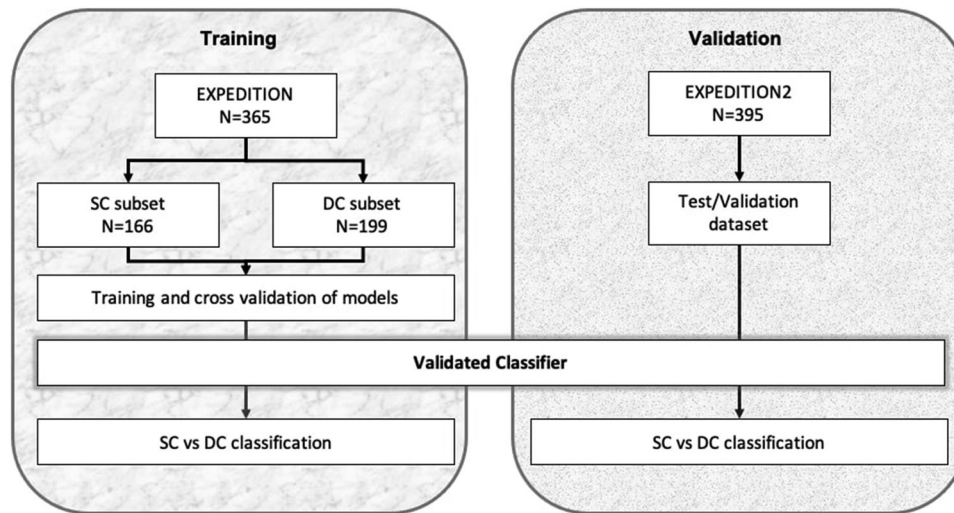 Training
EXPEDITION
N=365
SC subset
N=166
DC subset
N=199
Training and cross validation of models
Validation
EXPEDITION2
N=395
Test/Validation
dataset
Validated Classifier
SC vs DC classification
SC vs DC classification